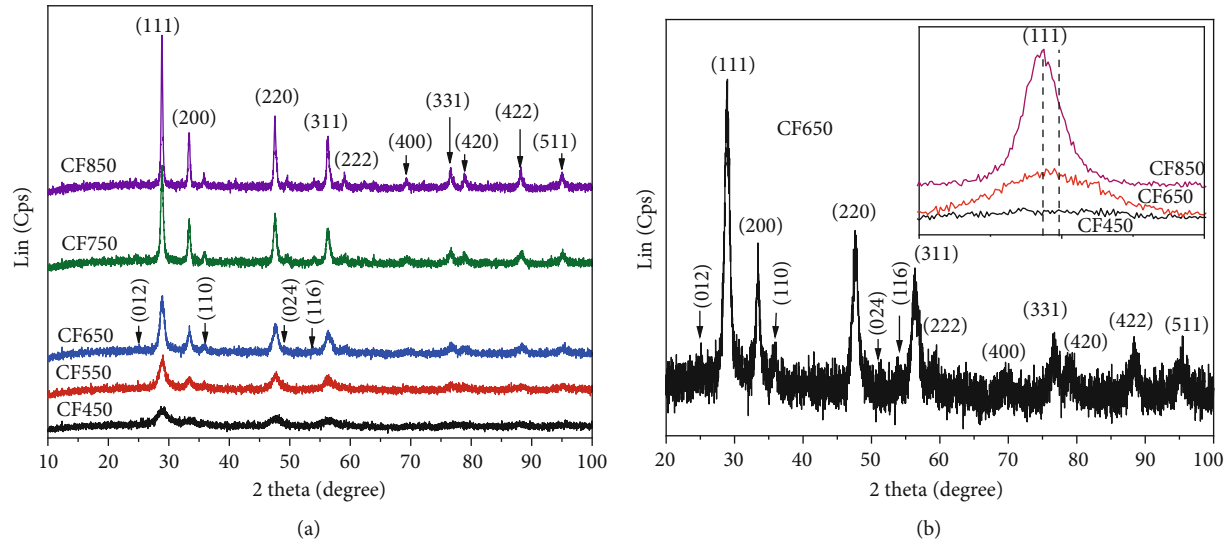 (111)
(200)
(220)
(311)
(222)
(400)
(331)
(420)
(422)
(511)
CF850
CF750
(012)
(110)
(024)
(116)
CF650
CF550
CF450
Lin (Cps)
10 20 30 40 50 60 70 80 90 100
2 theta (degree)
(a)
(111)
CF850
CF650
CF450
(111)
CF650
(200)
(220)
(311)
(012)
(110)
(024)
(116)
(222)
(400)
(331)
(420)
(422)
(511)
Lin (Cps)
20 30 40 50 60 70 80 90 100
2 theta (degree)
(b)